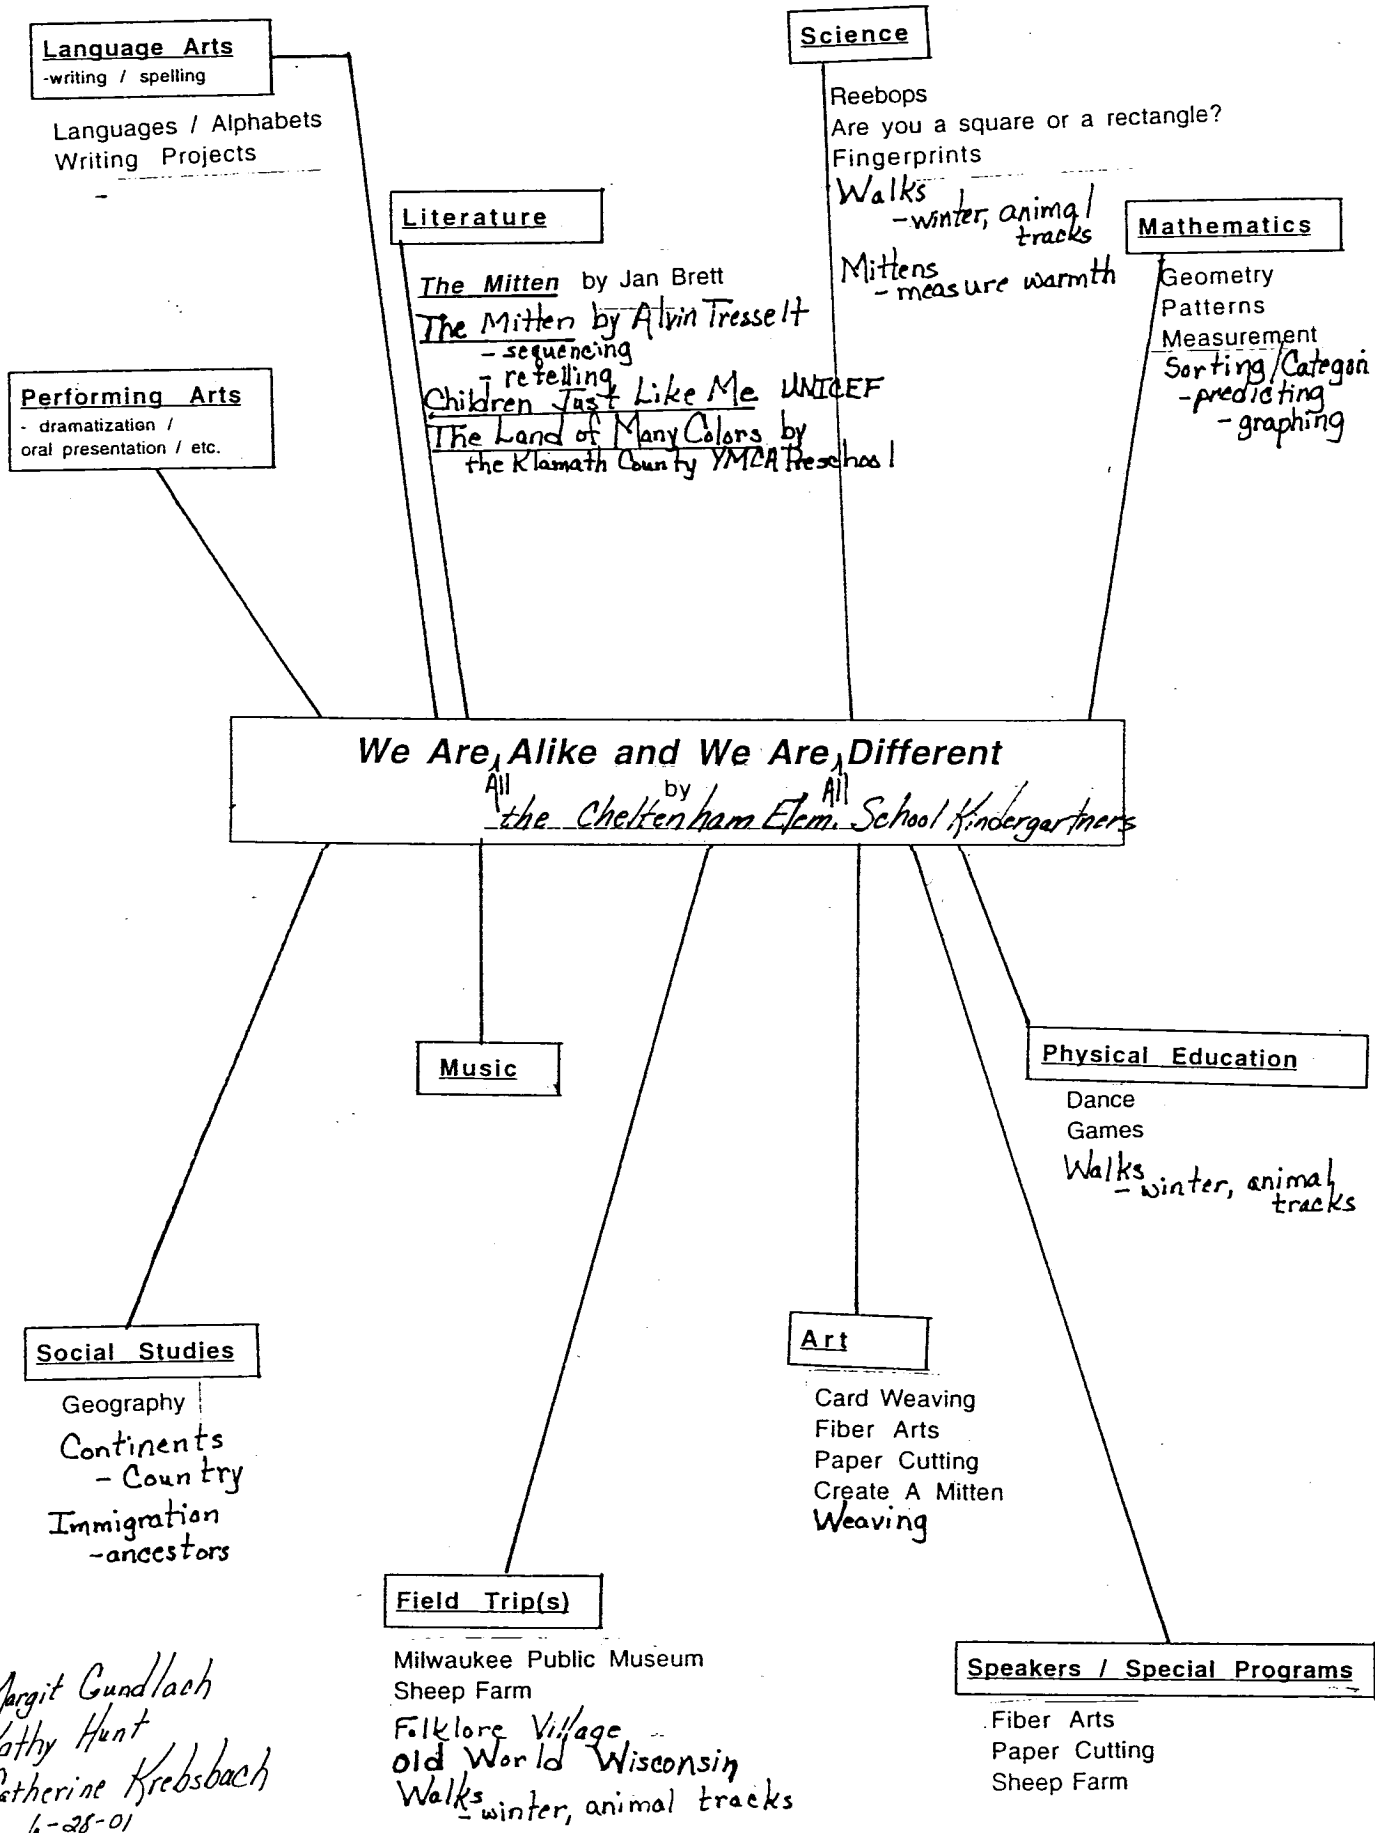 Language Arts
-writing / spelling
Languages / Alphabets
Writing Projects
-
Science
Reebops
Are you a square or a rectangle?
Fingerprints
Walks
-winter, animal
tracks
Mittens
- measure warmth
Literature
The Mitten by Jan Brett
The Mitten by Alvin Tresselt
- sequencing
- retelling
Children Just Like Me UNICEF
The Land of Many Colors by
the Klamath County YMCA Preschool
Mathematics
Geometry
Patterns
Measurement
Sorting/Categori
-predicting
- graphing
Performing Arts
- dramatization /
oral presentation / etc.
We Are All Alike and We Are All Different
by
the Cheltenham Elem. School Kindergartners
Music
Physical Education
Dance
Games
Walks
- winter, animal
tracks
Social Studies
Geography
Continents
- Country
Immigration
-ancestors
Art
Card Weaving
Fiber Arts
Paper Cutting
Create A Mitten
Weaving
Field Trip(s)
Milwaukee Public Museum
Sheep Farm
Folklore Village
Old World Wisconsin
Walks
- winter, animal tracks
Speakers / Special Programs
Fiber Arts
Paper Cutting
Sheep Farm
Margit Gundlach
Kathy Hunt
Catherine Krebsbach
6-28-01